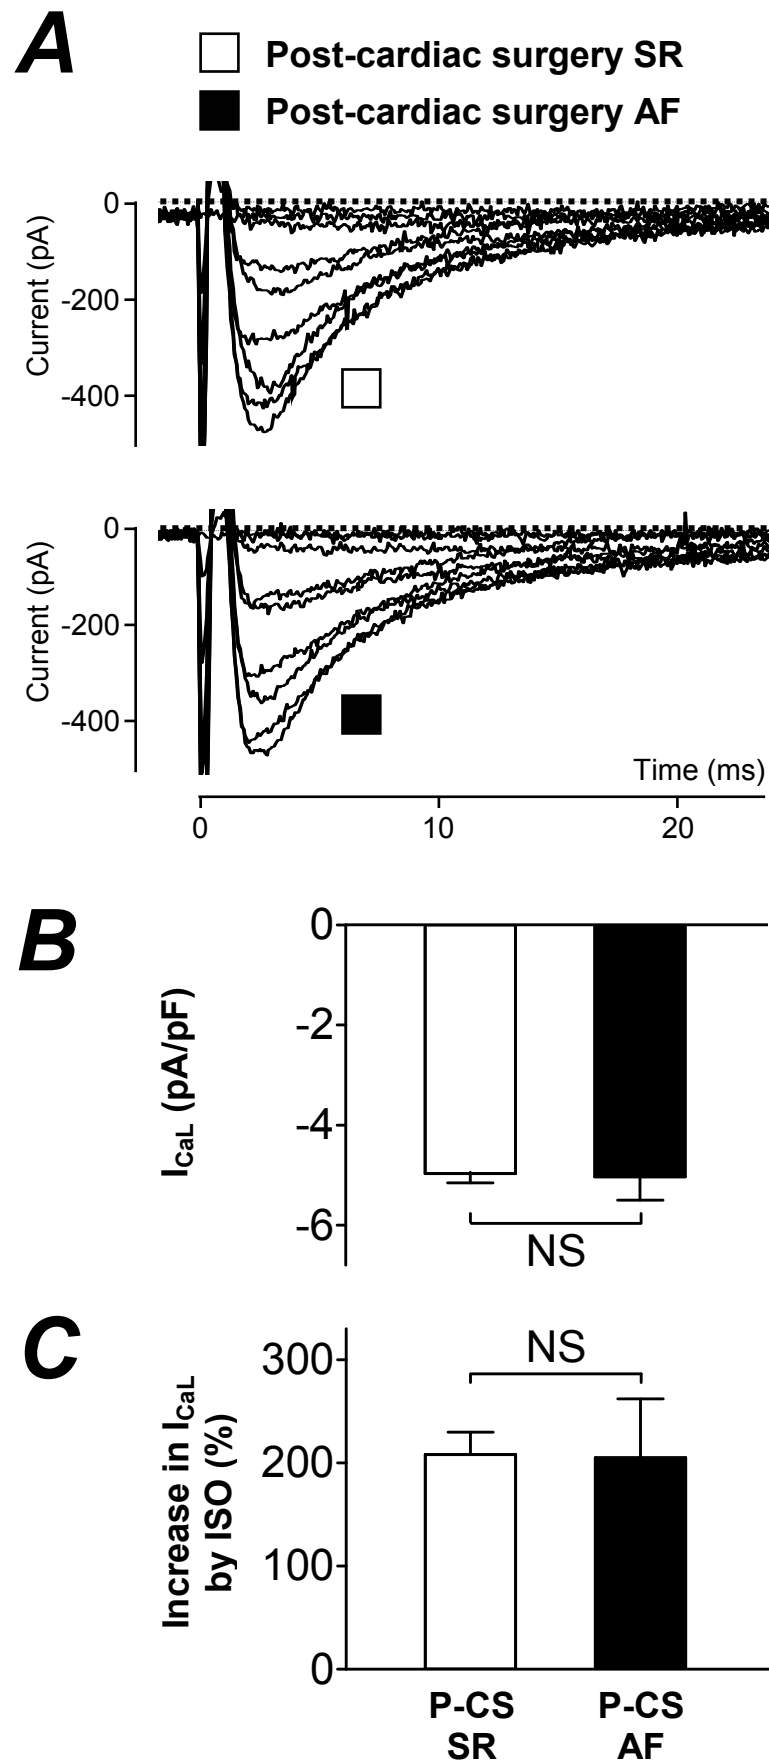 A
Post-cardiac surgery SR
Post-cardiac surgery AF
Current (pA)
0
-200
-400
Current (pA)
0
-200
-400
Time (ms)
0 10 20
B
I_CaL (pA/pF)
0
-2
-4
-6
NS
C
Increase in I_CaL
by ISO (%)
300
200
100
0
NS
P-CS P-CS
SR AF